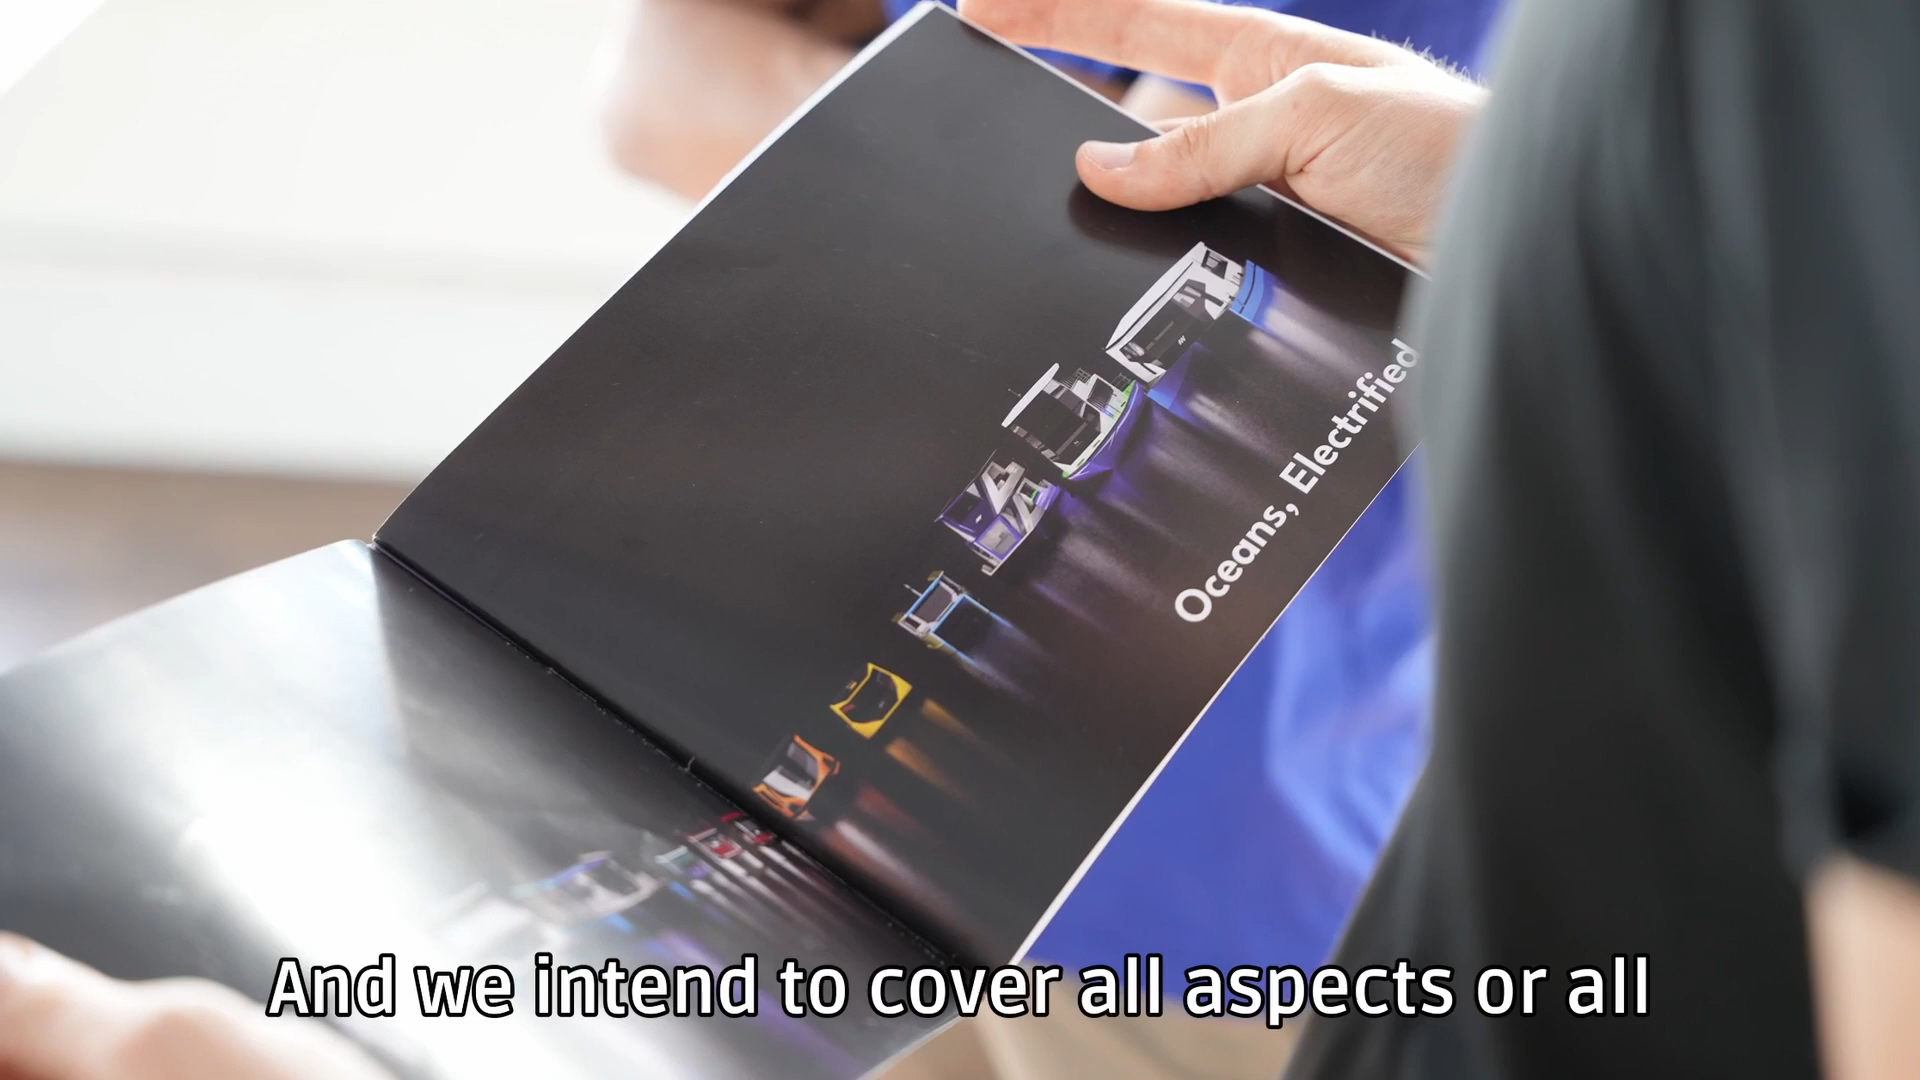 Oceans, Electrified
And we intend to cover all aspects or all